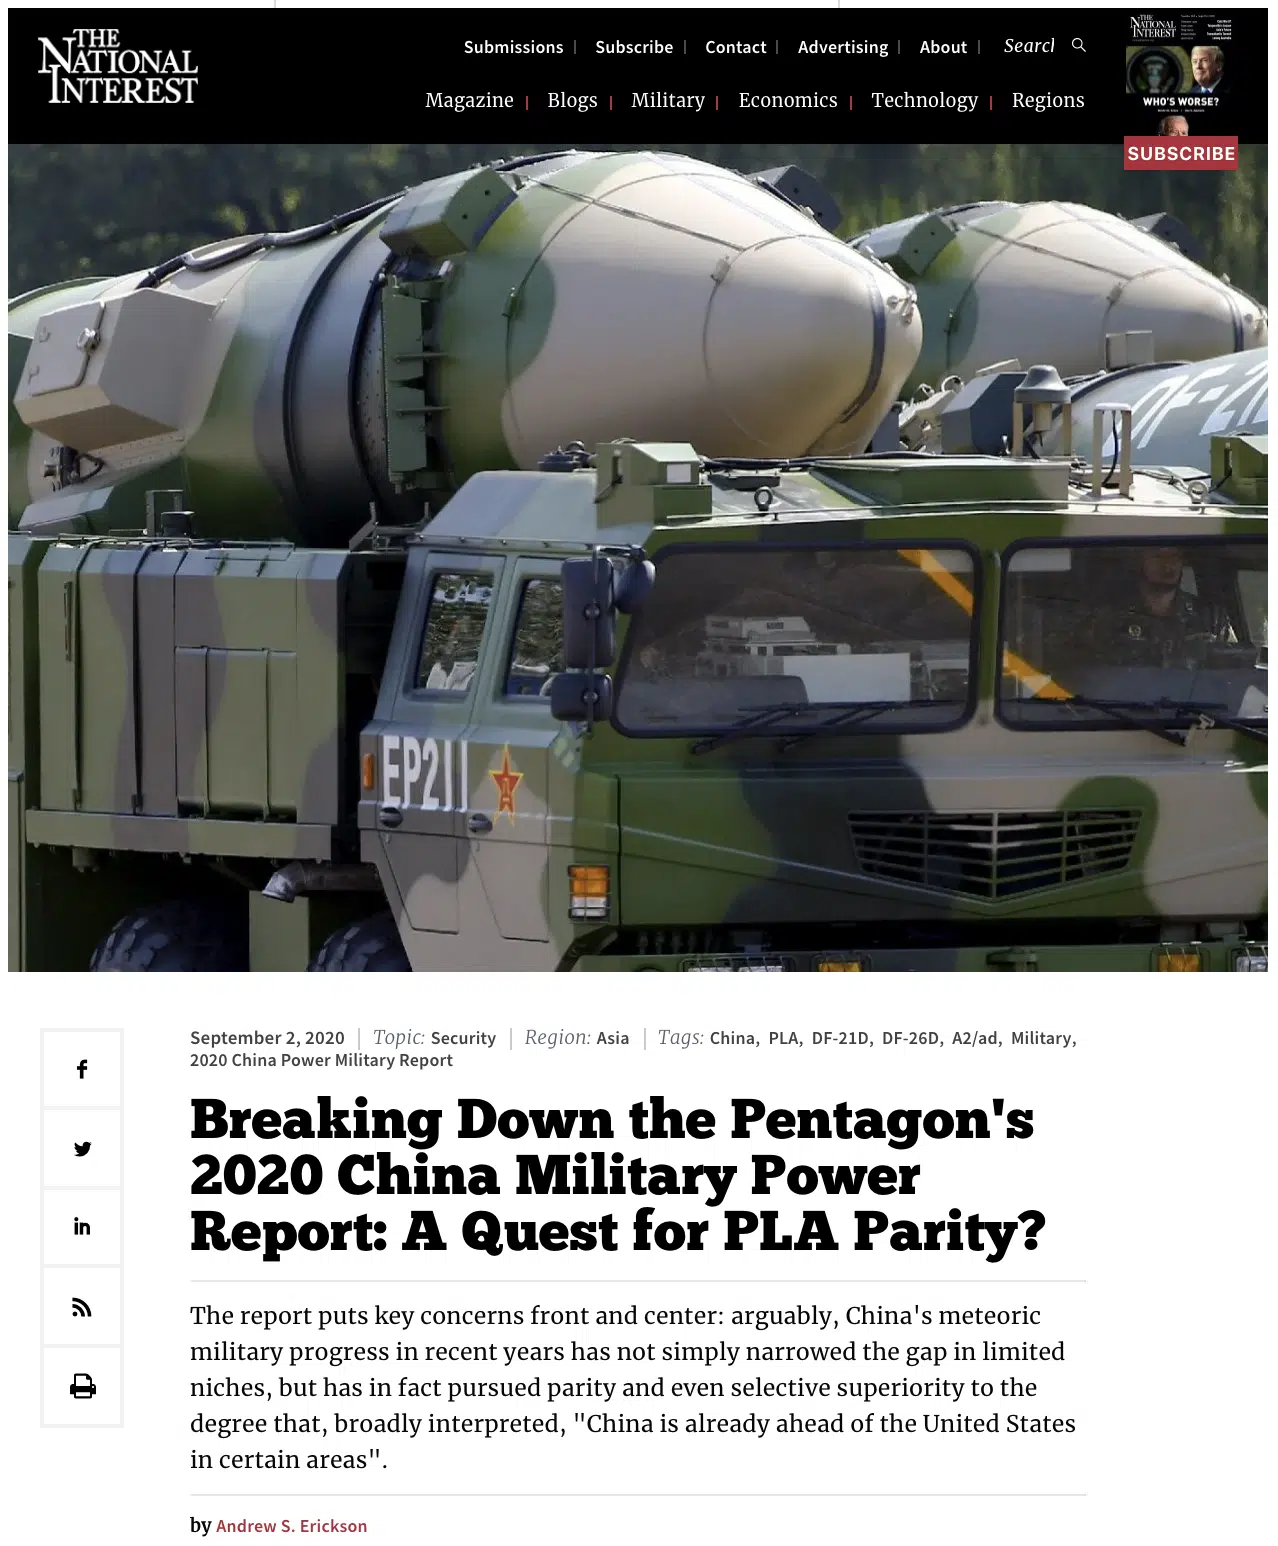 THE
NATIONAL
INTEREST
Submissions | Subscribe | Contact | Advertising | About | Searcl
Magazine | Blogs | Military | Economics | Technology | Regions
THE
NATIONAL
INTEREST
WHO'S WORSE?
SUBSCRIBE
DF-2
EP211
八一
September 2, 2020 | Topic: Security | Region: Asia | Tags: China, PLA, DF-21D, DF-26D, A2/ad, Military,
2020 China Power Military Report
Breaking Down the Pentagon's
2020 China Military Power
Report: A Quest for PLA Parity?
The report puts key concerns front and center: arguably, China's meteoric
military progress in recent years has not simply narrowed the gap in limited
niches, but has in fact pursued parity and even selective superiority to the
degree that, broadly interpreted, "China is already ahead of the United States
in certain areas".
by Andrew S. Erickson